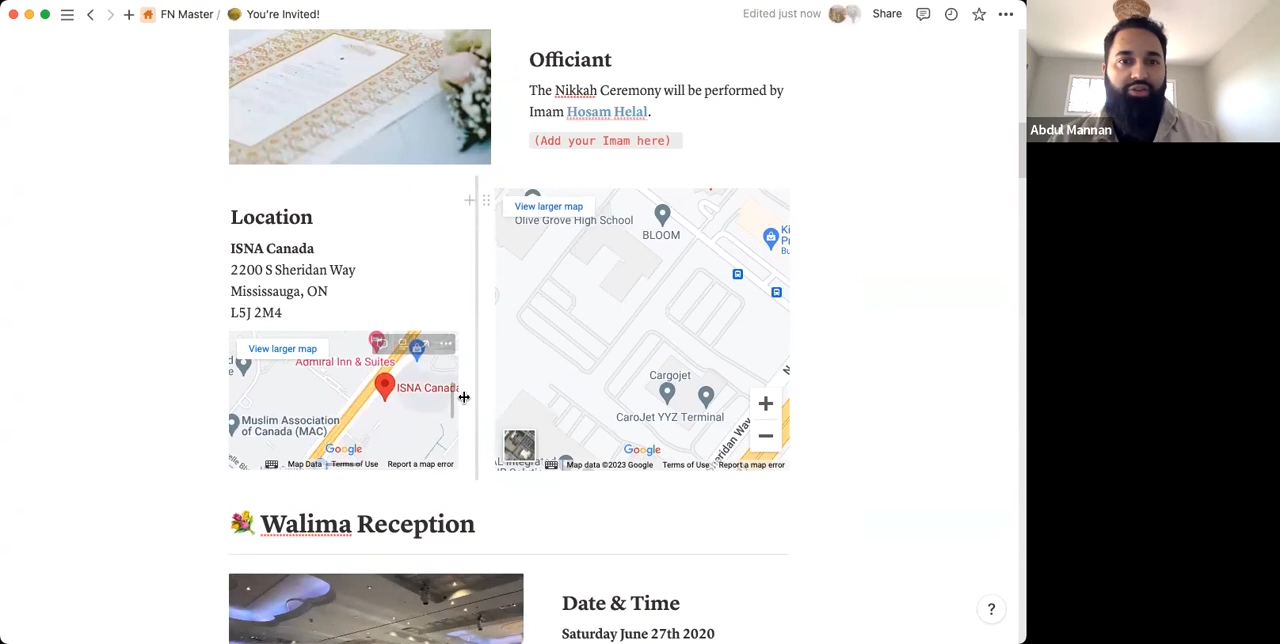 FN Master / You're Invited!
Edited just now
Share
Officiant
The Nikkah Ceremony will be performed by
Imam Hosam Helal.
(Add your Imam here)
Abdul Mannan
Location
ISNA Canada
2200 S Sheridan Way
Mississauga, ON
L5J 2M4
View larger map
Admiral Inn & Suites
ISNA Canada
Muslim Association
of Canada (MAC)
Google
Map Data Terms of Use Report a map error
View larger map
Olive Grove High School
BLOOM
Cargojet
CaroJet YYZ Terminal
Google
Map data ©2023 Google Terms of Use Report a map error
💐 Walima Reception
Date & Time
Saturday June 27th 2020
?